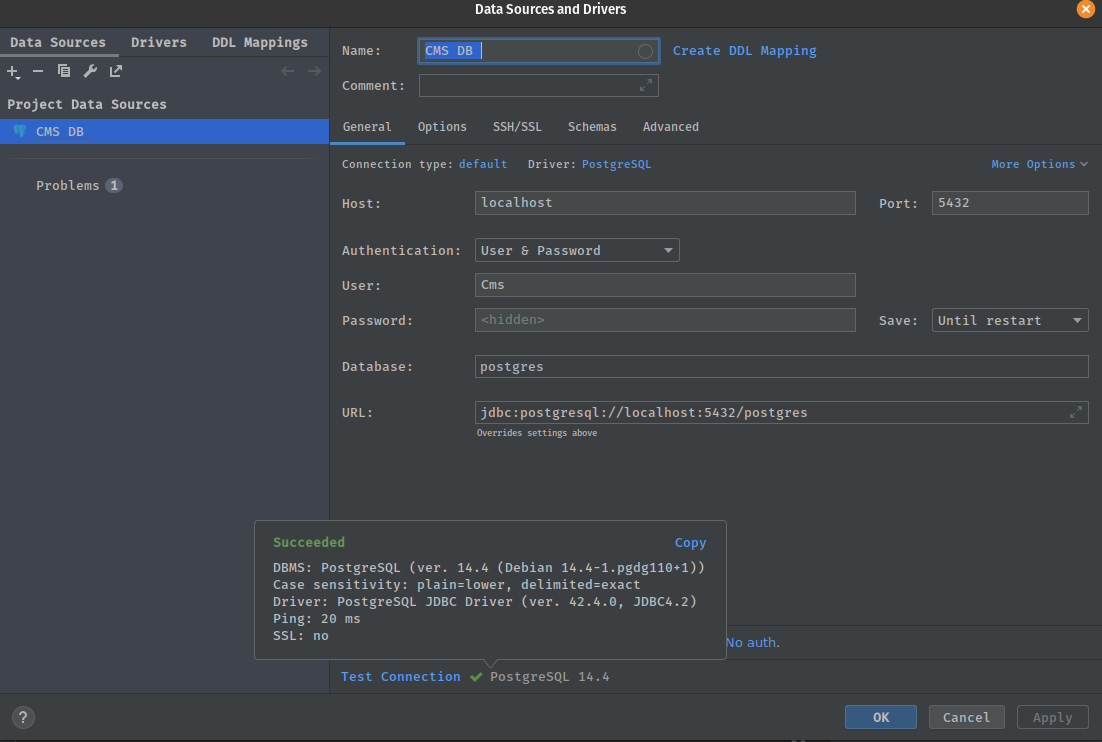 Data Sources and Drivers
Data Sources Drivers DDL Mappings
Project Data Sources
CMS DB
Problems 1
Name: CMS DB Create DDL Mapping
Comment:
General Options SSH/SSL Schemas Advanced
Connection type: default Driver: PostgreSQL More Options
Host: localhost Port: 5432
Authentication: User & Password
User: Cms
Password: <hidden> Save: Until restart
Database: postgres
URL: jdbc:postgresql://localhost:5432/postgres
Overrides settings above
Succeeded Copy
DBMS: PostgreSQL (ver. 14.4 (Debian 14.4-1.pgdg110+1))
Case sensitivity: plain=lower, delimited=exact
Driver: PostgreSQL JDBC Driver (ver. 42.4.0, JDBC4.2)
Ping: 20 ms
SSL: no
No auth.
Test Connection PostgreSQL 14.4
? OK Cancel Apply